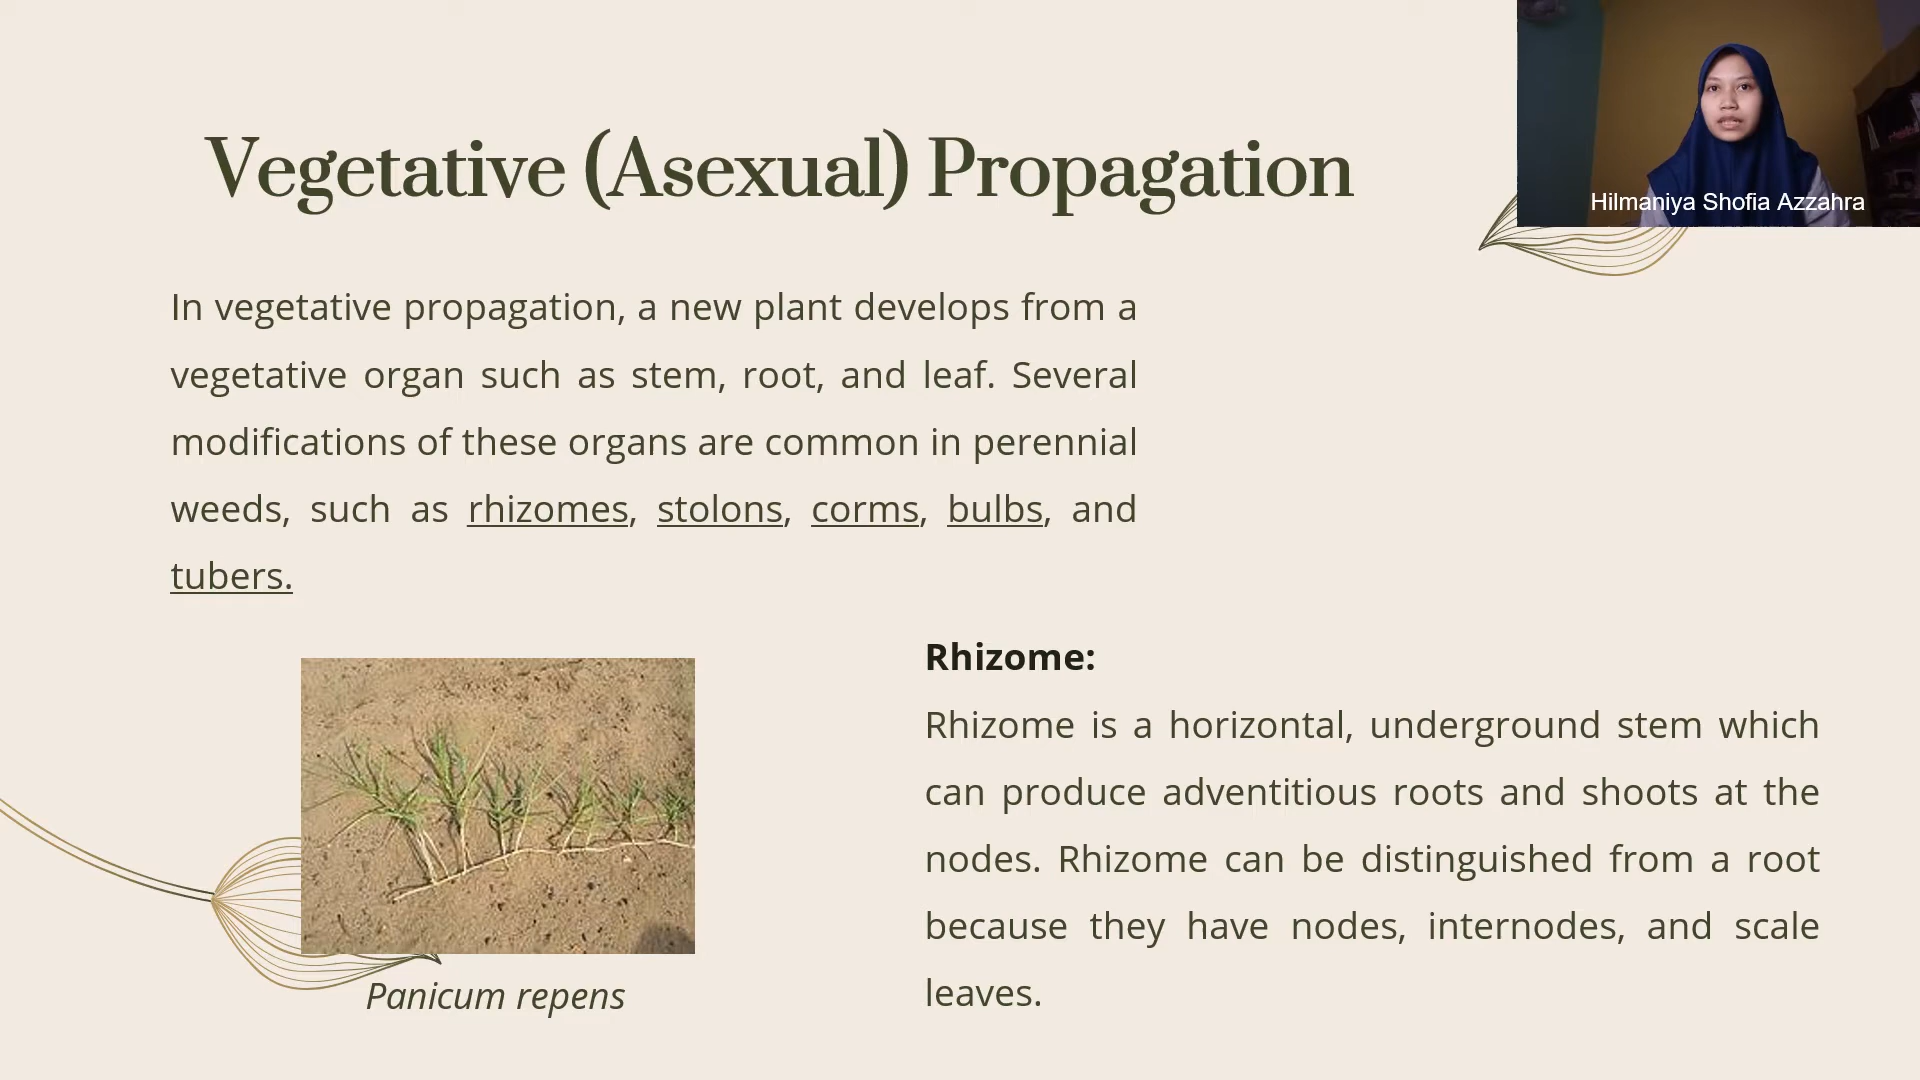 Vegetative (Asexual) Propagation
Hilmaniya Shofia Azzahra
In vegetative propagation, a new plant develops from a
vegetative organ such as stem, root, and leaf. Several
modifications of these organs are common in perennial
weeds, such as rhizomes, stolons, corms, bulbs, and
tubers.
Panicum repens
Rhizome:
Rhizome is a horizontal, underground stem which
can produce adventitious roots and shoots at the
nodes. Rhizome can be distinguished from a root
because they have nodes, internodes, and scale
leaves.